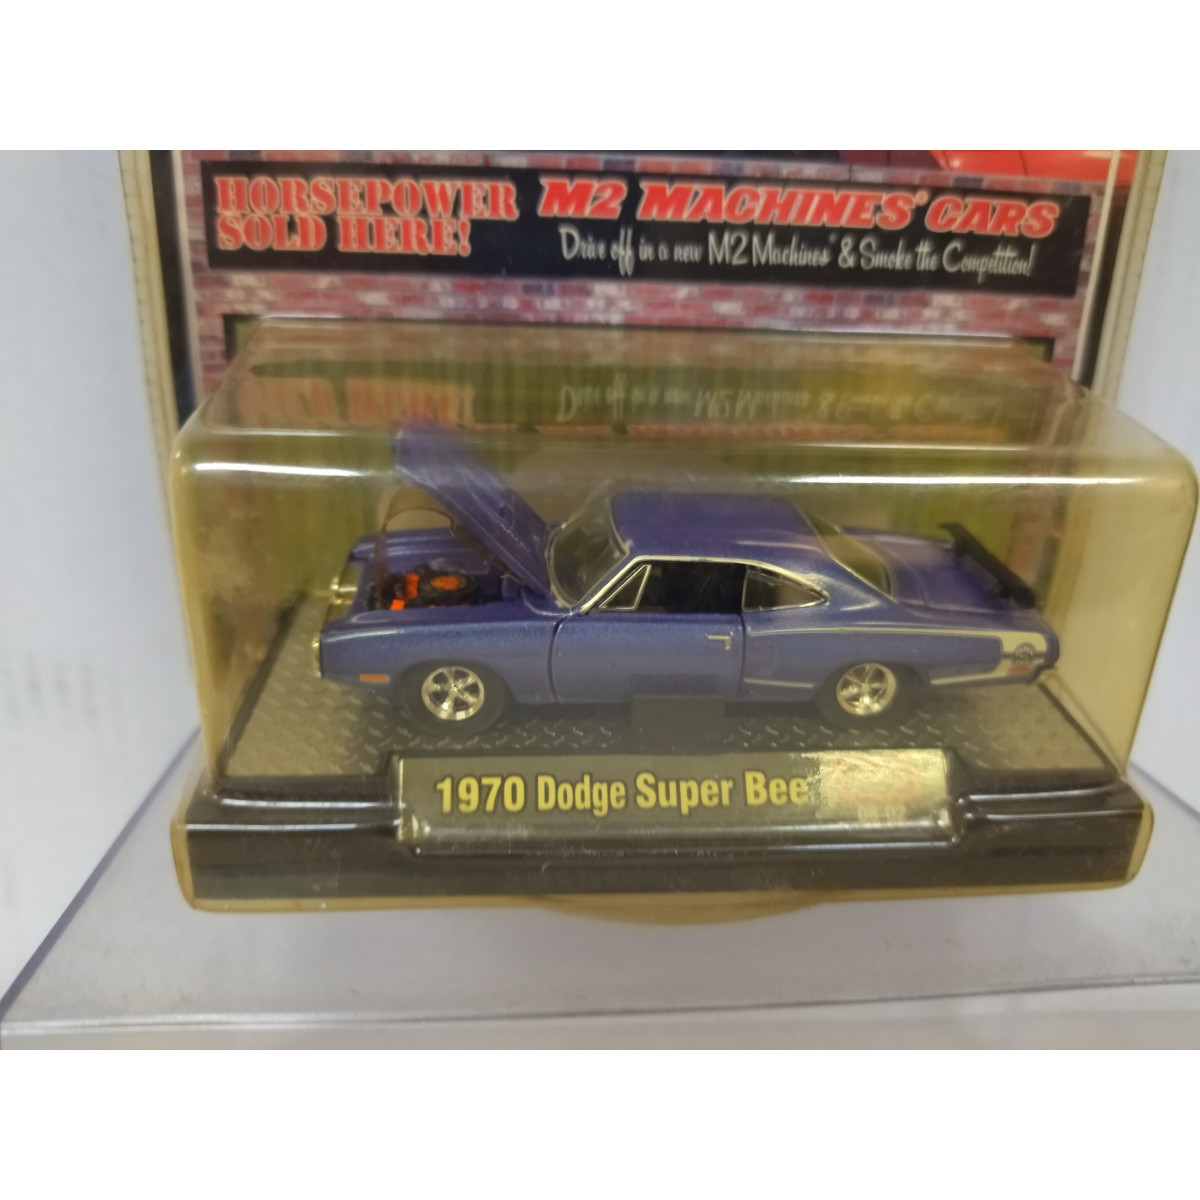 HORSEPOWER
SOLD HERE!
M2 MACHINES® CARS
Drive off in a new M2 Machines® & Smoke the Competition!
1970 Dodge Super Bee